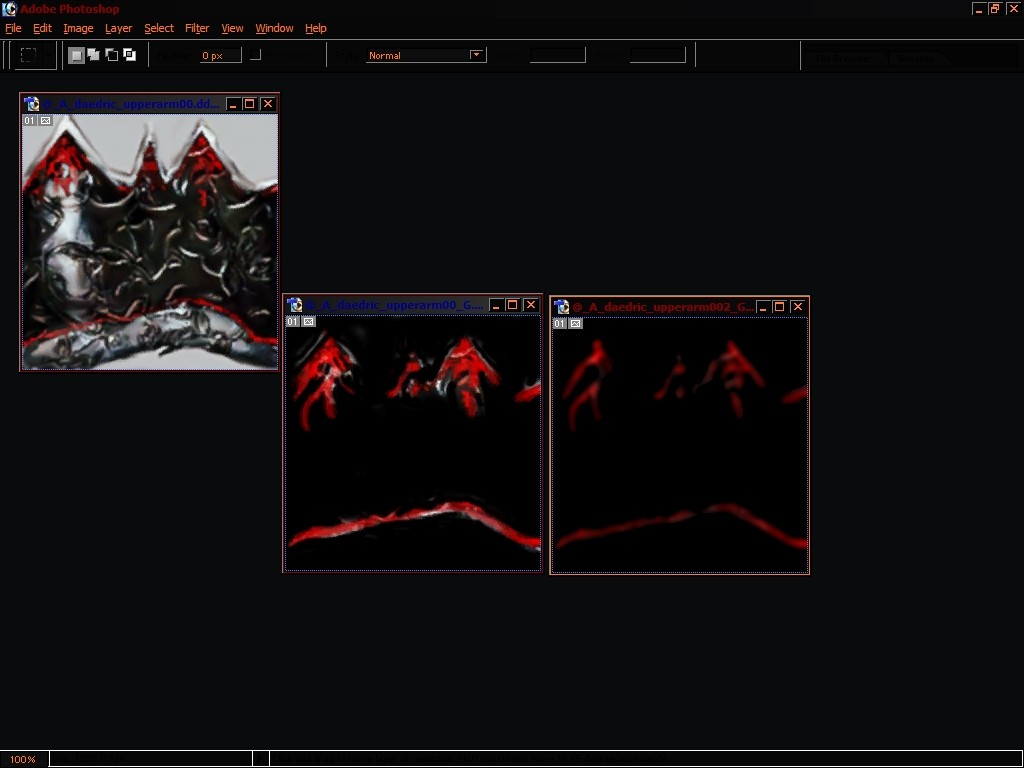 Adobe Photoshop
File Edit Image Layer Select Filter View Window Help
0 px Normal
@_A_daedric_upperarm00.dd...
01
@_A_daedric_upperarm00_G....
01
@_A_daedric_upperarm002_G...
01
100%